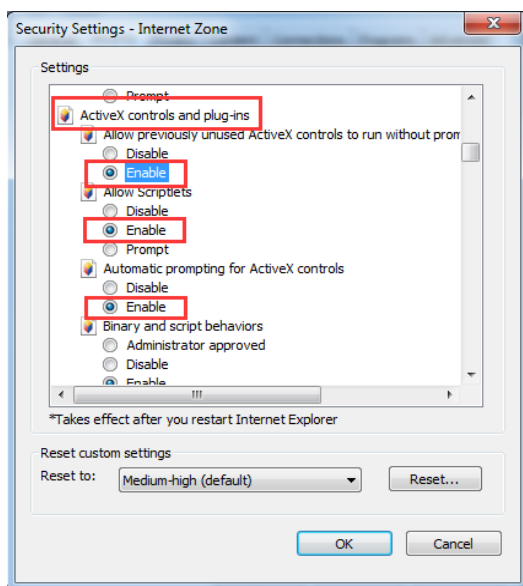 Security Settings - Internet Zone
Settings
Prompt
ActiveX controls and plug-ins
Allow previously unused ActiveX controls to run without prom
Disable
Enable
Allow Scriptlets
Disable
Enable
Prompt
Automatic prompting for ActiveX controls
Disable
Enable
Binary and script behaviors
Administrator approved
Disable
Enable
*Takes effect after you restart Internet Explorer
Reset custom settings
Reset to: Medium-high (default) Reset...
OK Cancel